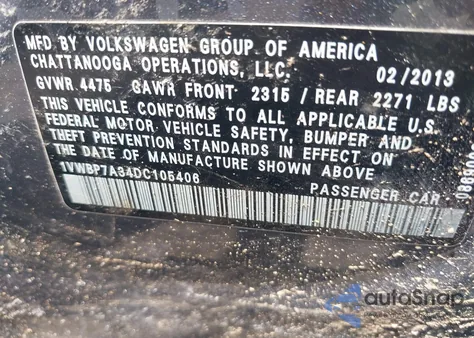 MFD BY VOLKSWAGEN GROUP OF AMERICA
CHATTANOOGA OPERATIONS, LLC. 02/2013
GVWR 4475 GAWR FRONT 2315 / REAR 2271 LBS
THIS VEHICLE CONFORMS TO ALL APPLICABLE U.S.
FEDERAL MOTOR VEHICLE SAFETY, BUMPER AND
THEFT PREVENTION STANDARDS IN EFFECT ON
THE DATE OF MANUFACTURE SHOWN ABOVE
1VWBP7A34DC105406 PASSENGER CAR
autoSnap